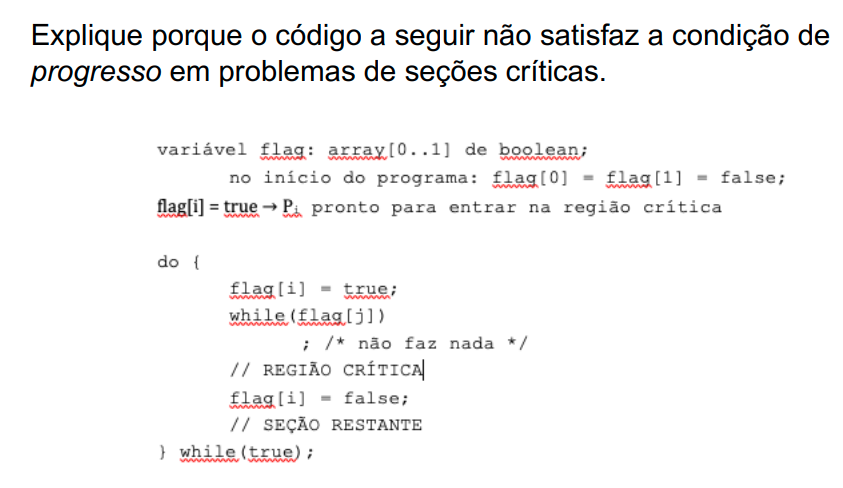 Explique porque o código a seguir não satisfaz a condição de
progresso em problemas de seções críticas.
variável flag: array[0..1] de boolean;
no início do programa: flag[0] = flag[1] = false;
flag[i] = true → Pi pronto para entrar na região crítica
do {
flag[i] = true;
while(flag[j])
; /* não faz nada */
// REGIÃO CRÍTICA
flag[i] = false;
// SEÇÃO RESTANTE
} while(true);